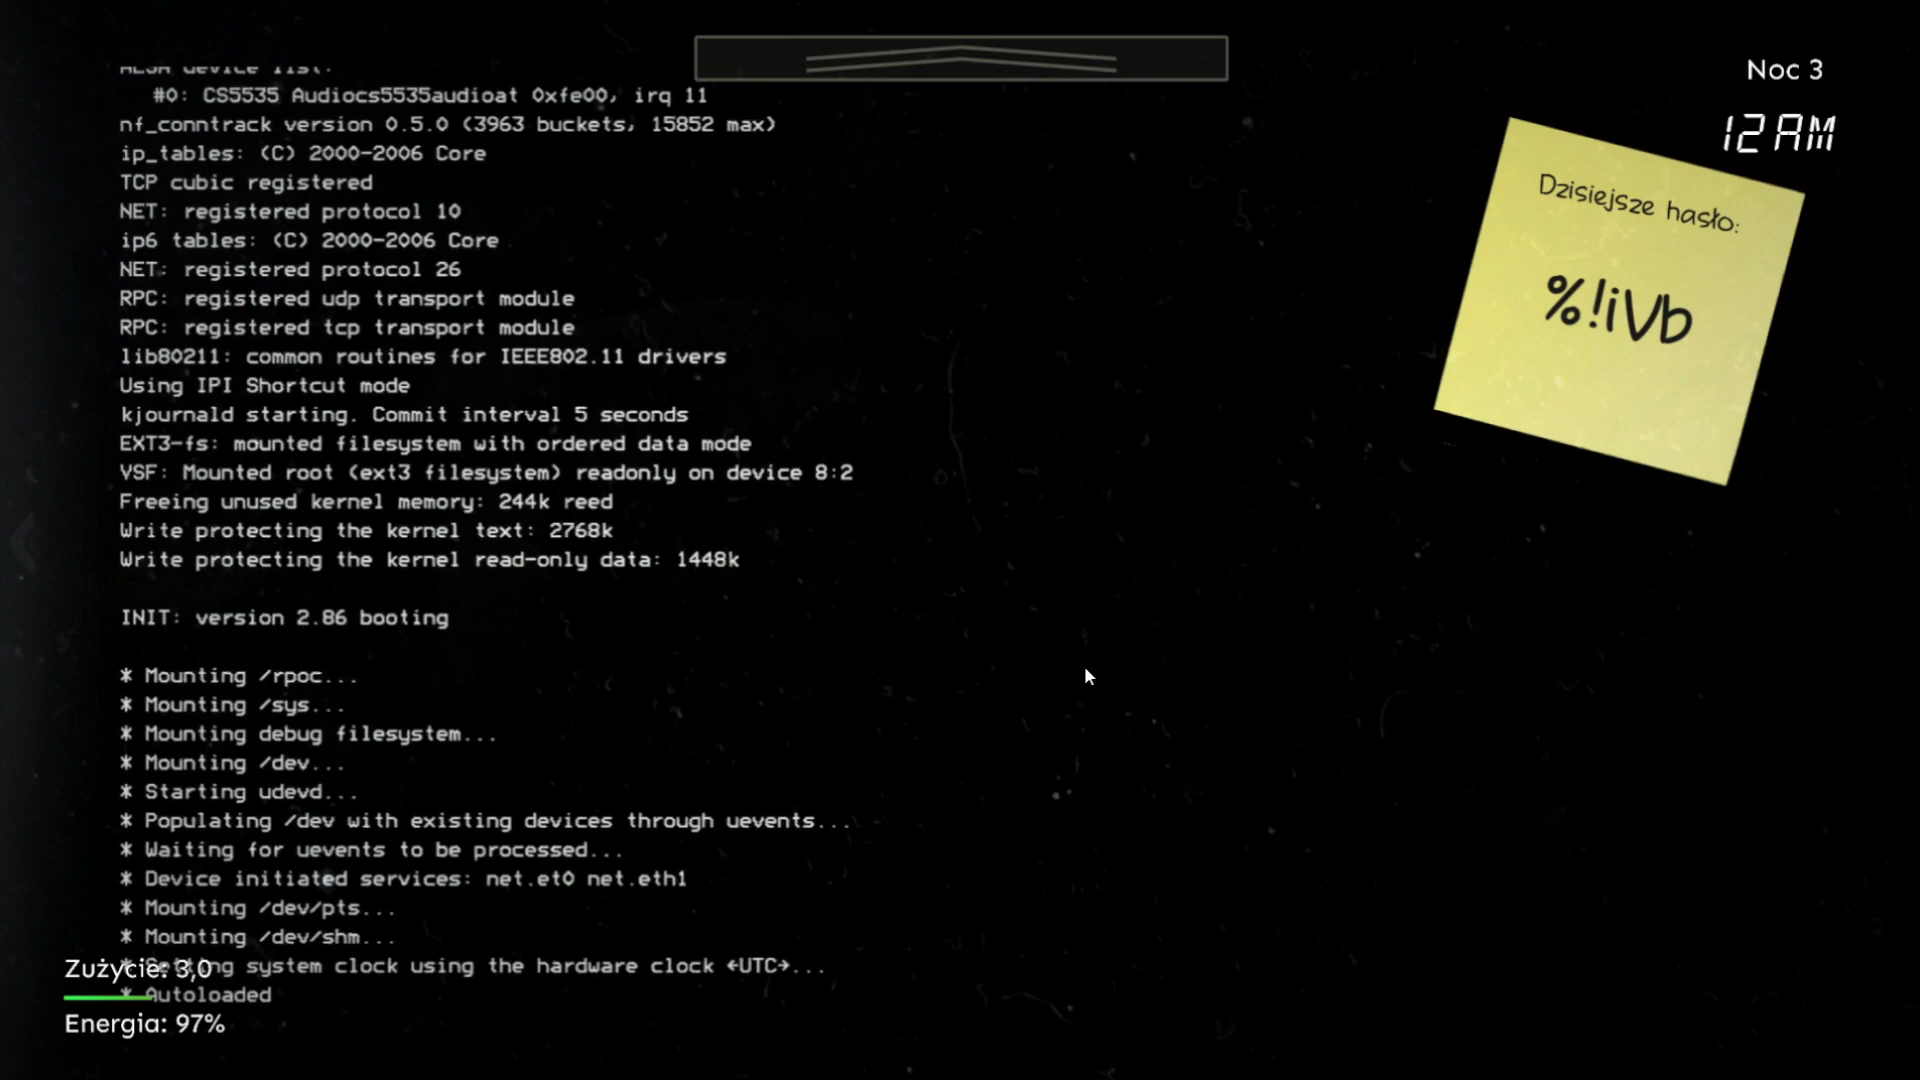 ALSA device list:
#0: CS5535 Audiocs5535audioat 0xfe00, irq 11
nf_conntrack version 0.5.0 (3963 buckets, 15852 max)
ip_tables: (C) 2000-2006 Core
TCP cubic registered
NET: registered protocol 10
ip6 tables: (C) 2000-2006 Core
NET: registered protocol 26
RPC: registered udp transport module
RPC: registered tcp transport module
lib80211: common routines for IEEE802.11 drivers
Using IPI Shortcut mode
kjournald starting. Commit interval 5 seconds
EXT3-fs: mounted filesystem with ordered data mode
VSF: Mounted root (ext3 filesystem) readonly on device 8:2
Freeing unused kernel memory: 244k reed
Write protecting the kernel text: 2768k
Write protecting the kernel read-only data: 1448k
INIT: version 2.86 booting
* Mounting /rpoc...
* Mounting /sys...
* Mounting debug filesystem...
* Mounting /dev...
* Starting udevd...
* Populating /dev with existing devices through uevents...
* Waiting for uevents to be processed...
* Device initiated services: net.et0 net.eth1
* Mounting /dev/pts...
* Mounting /dev/shm...
* Setting system clock using the hardware clock ←UTC→...
* Autoloaded
Zużycie: 3,0
Energia: 97%
Noc 3
12 AM
Dzisiejsze hasło:
%!iVb